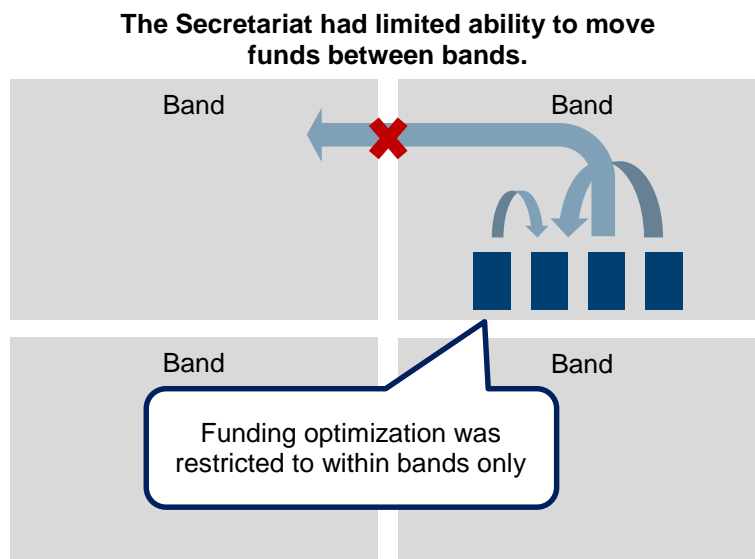 The Secretariat had limited ability to move
funds between bands.
Band
Band
Band
Band
Funding optimization was
restricted to within bands only